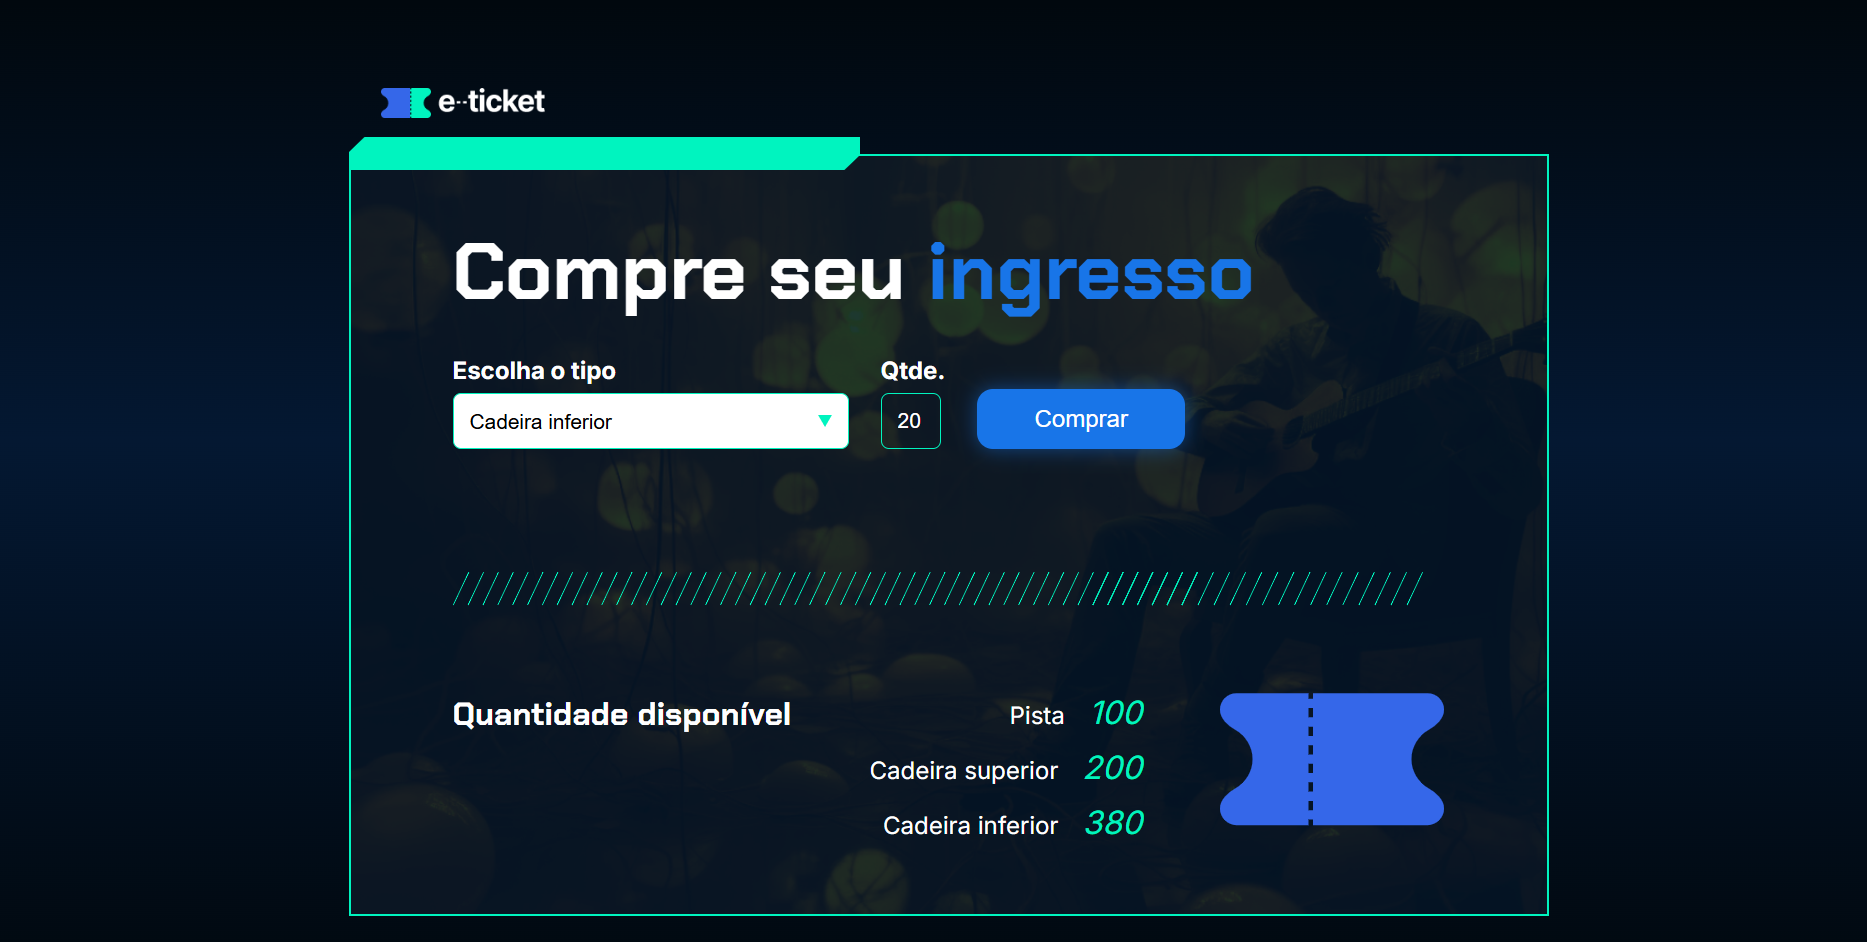 e--ticket
Compre seu ingresso
Escolha o tipo
Qtde.
Cadeira inferior
20
Comprar
Quantidade disponível
Pista 100
Cadeira superior 200
Cadeira inferior 380